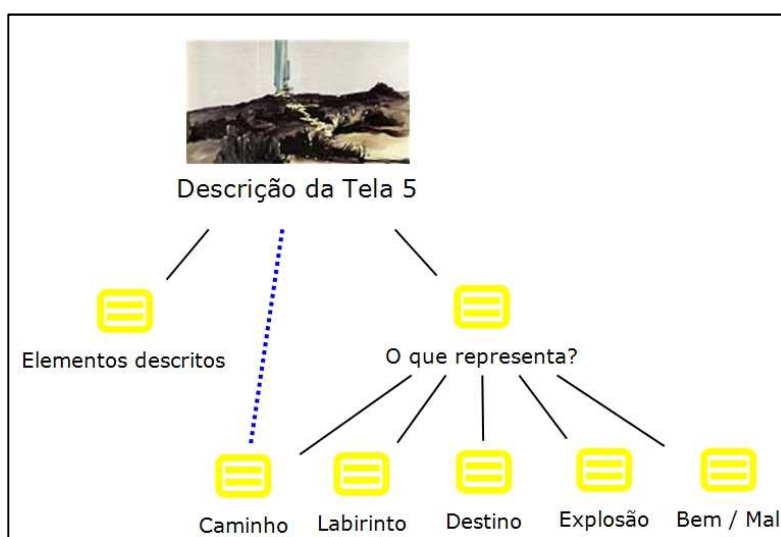 Descrição da Tela 5
Elementos descritos
O que representa?
Caminho
Labirinto
Destino
Explosão
Bem / Mal